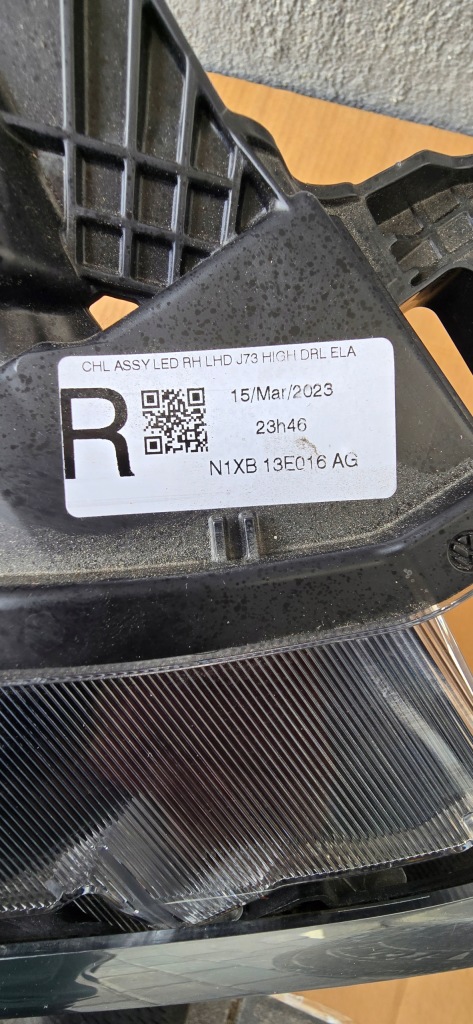 CHL ASSY LED RH LHD J73 HIGH DRL ELA
R
15/Mar/2023
23h46
N1XB 13E016 AG